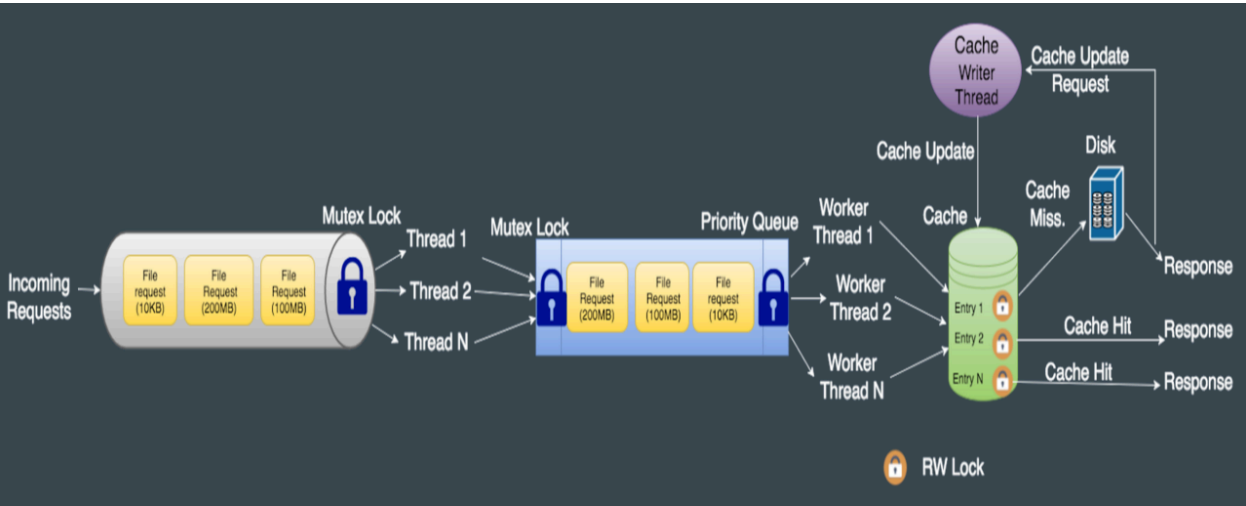 Incoming
Requests
File
request
(10KB)
File
Request
(200MB)
File
Request
(100MB)
Mutex Lock
Thread 1
Thread 2
Thread N
Mutex Lock
File
Request
(200MB)
File
Request
(100MB)
File
request
(10KB)
Priority Queue
Worker
Thread 1
Worker
Thread 2
Worker
Thread N
Cache
Writer
Thread
Cache Update
Request
Cache Update
Cache
Entry 1
Entry 2
Entry N
Cache
Miss.
Disk
Response
Cache Hit
Response
Cache Hit
Response
RW Lock